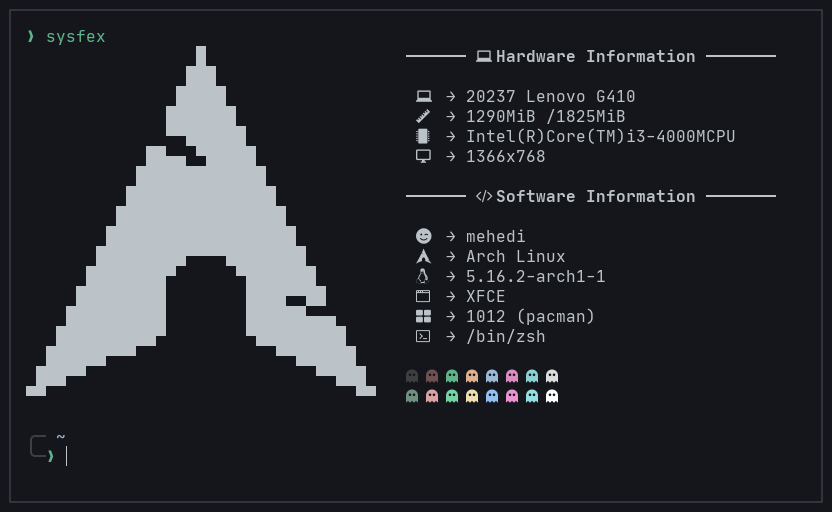 ❱ sysfex
Hardware Information
→ 20237 Lenovo G410
→ 1290MiB /1825MiB
→ Intel(R)Core(TM)i3-4000MCPU
→ 1366x768
</>Software Information
→ mehedi
→ Arch Linux
→ 5.16.2-arch1-1
→ XFCE
→ 1012 (pacman)
→ /bin/zsh
~
❱